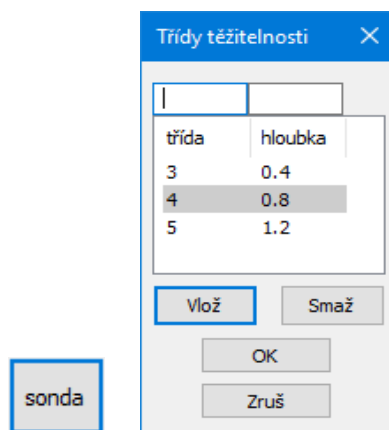 Třídy těžitelnosti
třída hloubka
3 0.4
4 0.8
5 1.2
Vlož Smaž
OK
Zruš
sonda